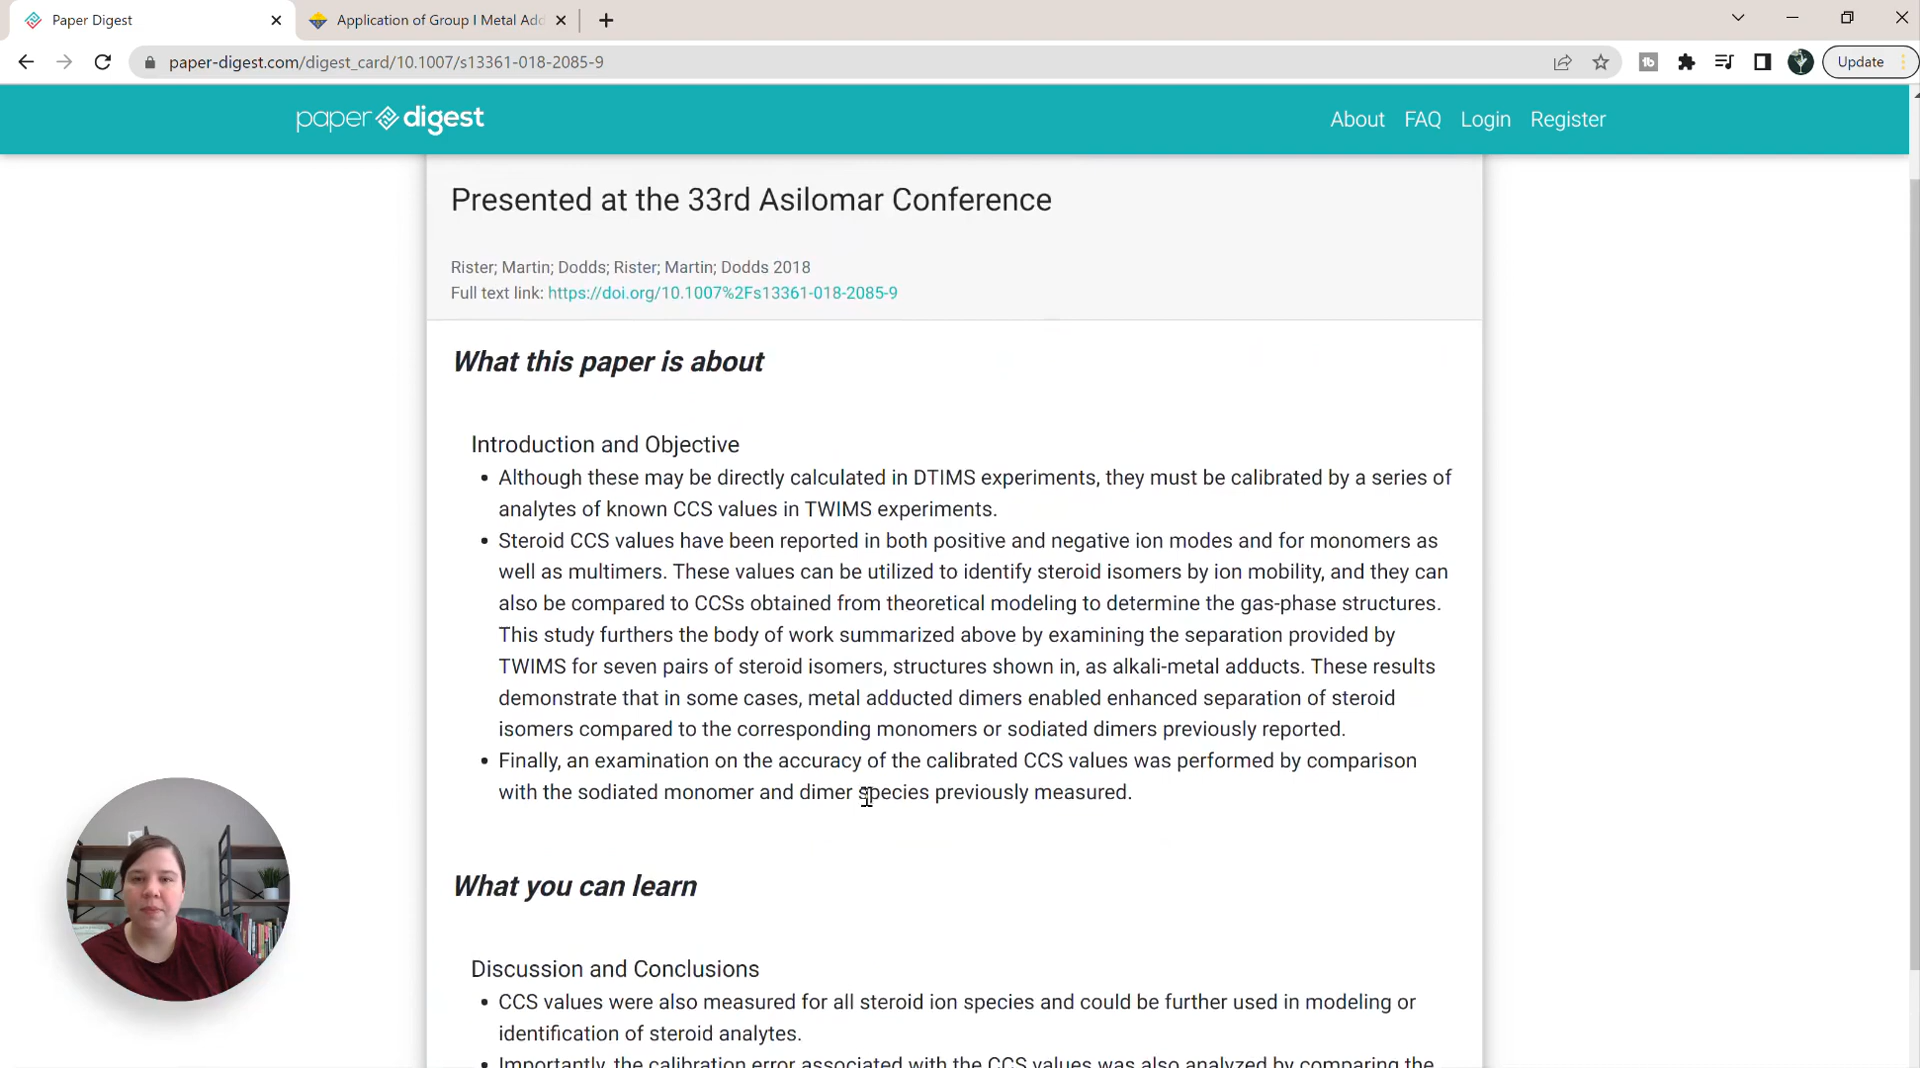 Paper Digest
Application of Group I Metal Add
paper-digest.com/digest_card/10.1007/s13361-018-2085-9
Update
paper digest
About FAQ Login Register
Presented at the 33rd Asilomar Conference
Rister; Martin; Dodds; Rister; Martin; Dodds 2018
Full text link: https://doi.org/10.1007%2Fs13361-018-2085-9
What this paper is about
Introduction and Objective
• Although these may be directly calculated in DTIMS experiments, they must be calibrated by a series of
analytes of known CCS values in TWIMS experiments.
• Steroid CCS values have been reported in both positive and negative ion modes and for monomers as
well as multimers. These values can be utilized to identify steroid isomers by ion mobility, and they can
also be compared to CCSs obtained from theoretical modeling to determine the gas-phase structures.
This study furthers the body of work summarized above by examining the separation provided by
TWIMS for seven pairs of steroid isomers, structures shown in, as alkali-metal adducts. These results
demonstrate that in some cases, metal adducted dimers enabled enhanced separation of steroid
isomers compared to the corresponding monomers or sodiated dimers previously reported.
• Finally, an examination on the accuracy of the calibrated CCS values was performed by comparison
with the sodiated monomer and dimer species previously measured.
What you can learn
Discussion and Conclusions
• CCS values were also measured for all steroid ion species and could be further used in modeling or
identification of steroid analytes.
• Importantly, the calibration error associated with the CCS values was also analyzed by comparing the